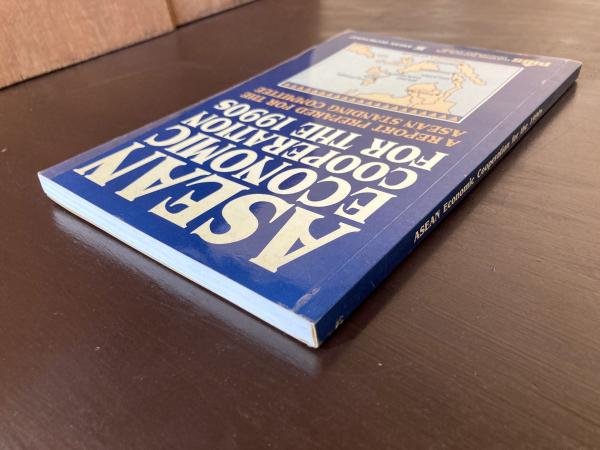 ASEAN
ECONOMIC
COOPERATION
FOR THE 1990s
A REPORT PREPARED FOR THE
ASEAN STANDING COMMITTEE
ASEAN Economic Cooperation for the 1990s